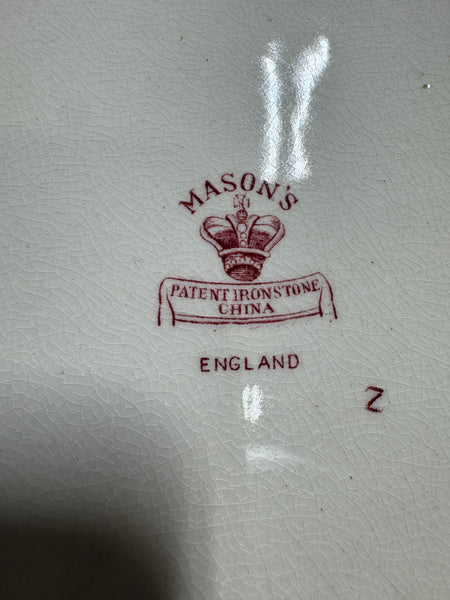 MASON'S
PATENT IRONSTONE
CHINA
ENGLAND
Z